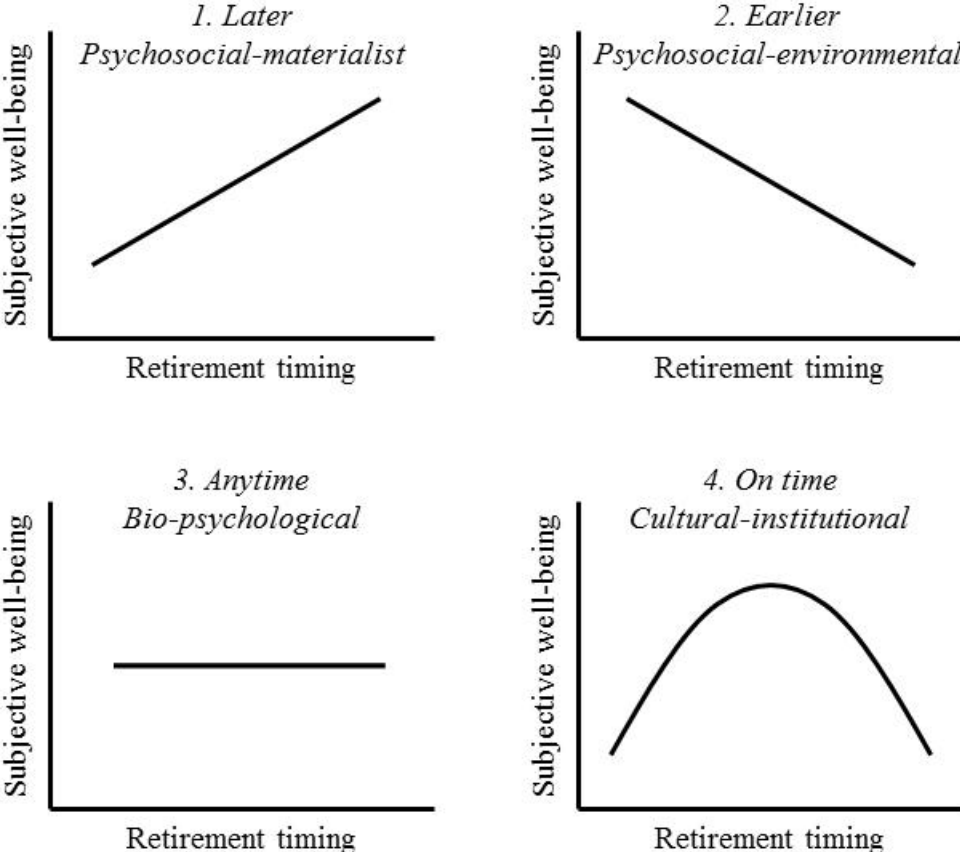 1. Later
Psychosocial-materialist
Subjective well-being
Retirement timing
2. Earlier
Psychosocial-environmental
Subjective well-being
Retirement timing
3. Anytime
Bio-psychological
Subjective well-being
Retirement timing
4. On time
Cultural-institutional
Subjective well-being
Retirement timing